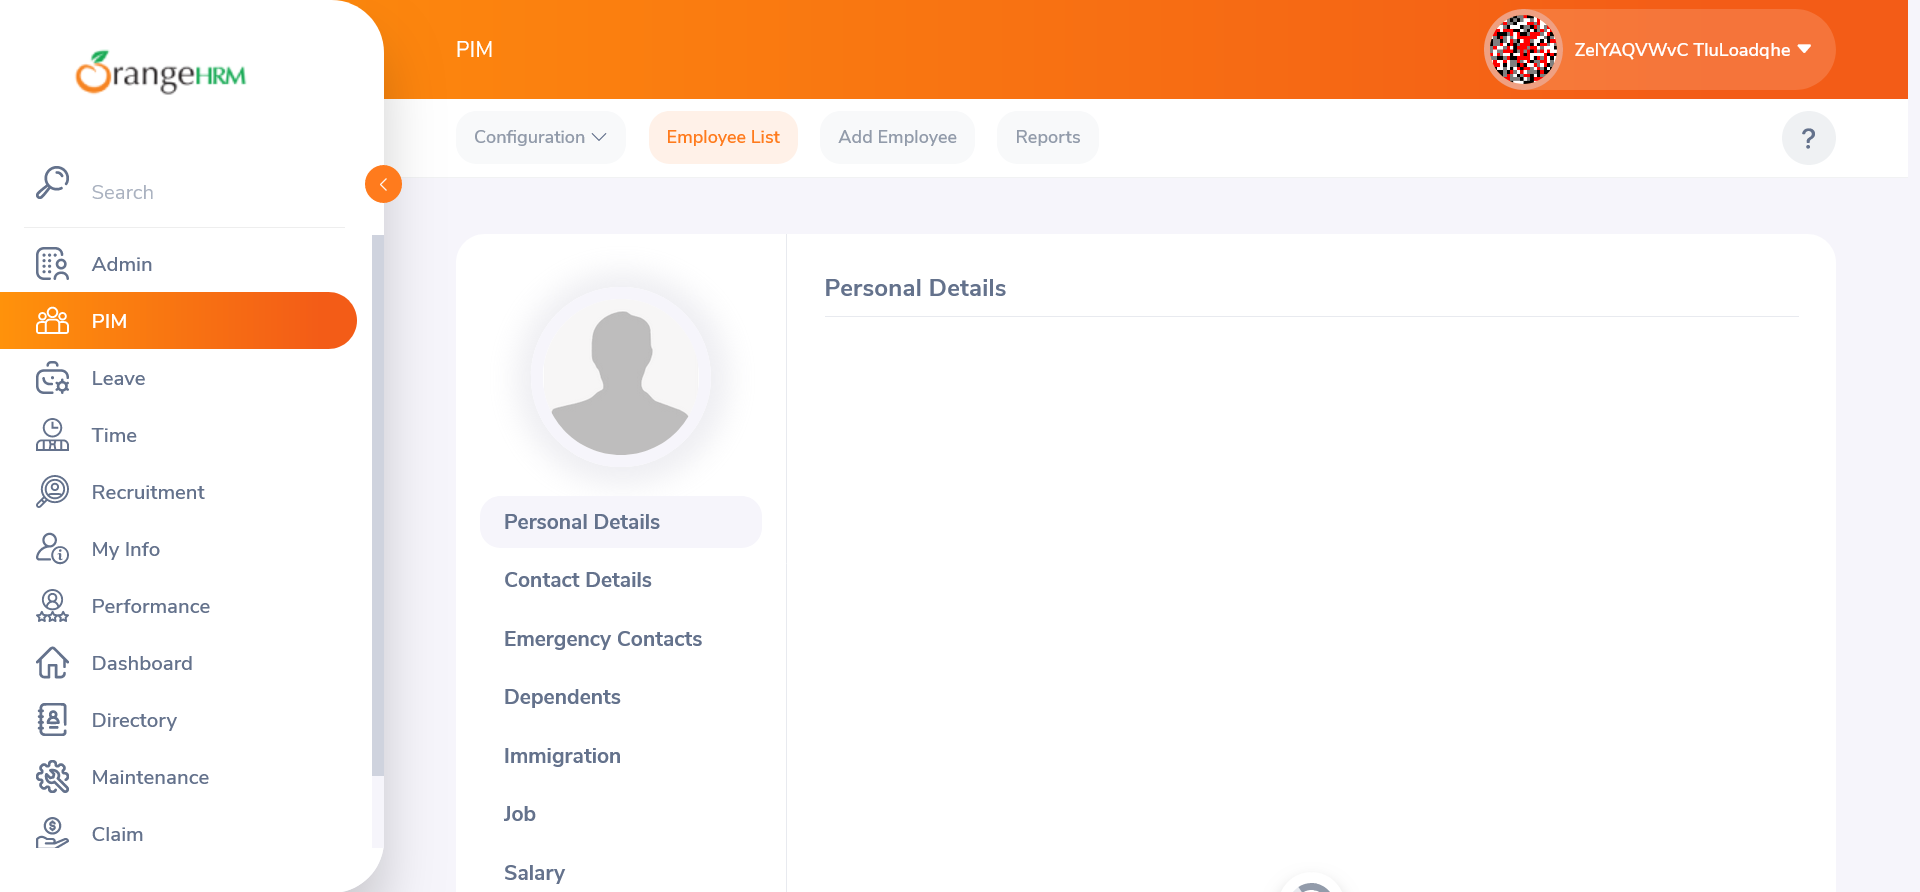 OrangeHRM
Search
Admin
PIM
Leave
Time
Recruitment
My Info
Performance
Dashboard
Directory
Maintenance
Claim
PIM
ZelYAQVWvC TluLoadqhe
Configuration
Employee List
Add Employee
Reports
?
Personal Details
Contact Details
Emergency Contacts
Dependents
Immigration
Job
Salary
Personal Details